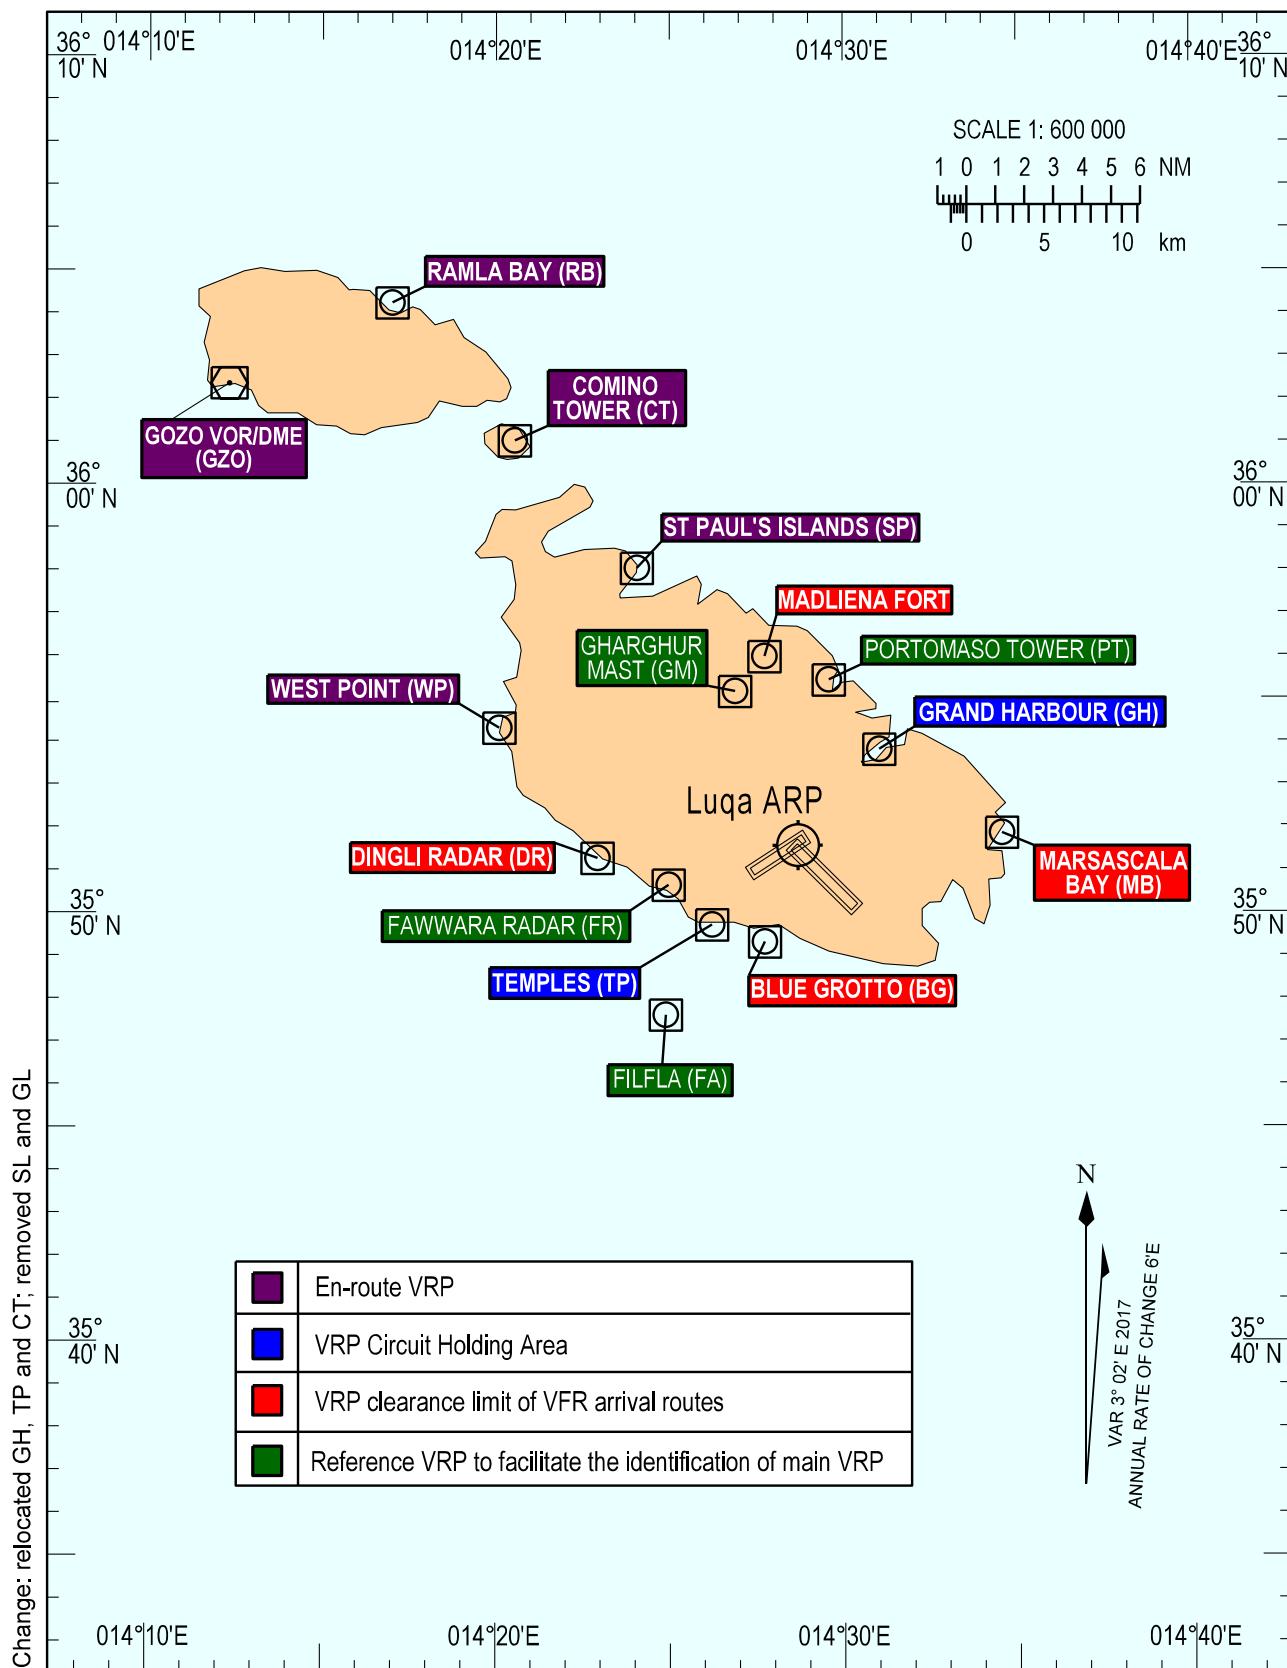 36° 014°10'E 014°20'E 014°30'E 014°40'E 36°
10' N 10' N
SCALE 1: 600 000
1 0 1 2 3 4 5 6 NM
0 5 10 km
RAMLA BAY (RB)
COMINO
TOWER (CT)
GOZO VOR/DME
(GZO)
36° 36°
00' N 00' N
ST PAUL'S ISLANDS (SP)
MADLIENA FORT
GHARGHUR
MAST (GM)
PORTOMASO TOWER (PT)
WEST POINT (WP)
GRAND HARBOUR (GH)
Luqa ARP
DINGLI RADAR (DR)
MARSASCALA
BAY (MB)
35° 35°
50' N 50' N
FAWWARA RADAR (FR)
TEMPLES (TP)
BLUE GROTTO (BG)
FILFLA (FA)
N
VAR 3° 02' E 2017
ANNUAL RATE OF CHANGE 6'E
En-route VRP
VRP Circuit Holding Area
VRP clearance limit of VFR arrival routes
Reference VRP to facilitate the identification of main VRP
35° 35°
40' N 40' N
014°10'E 014°20'E 014°30'E 014°40'E
Change: relocated GH, TP and CT; removed SL and GL